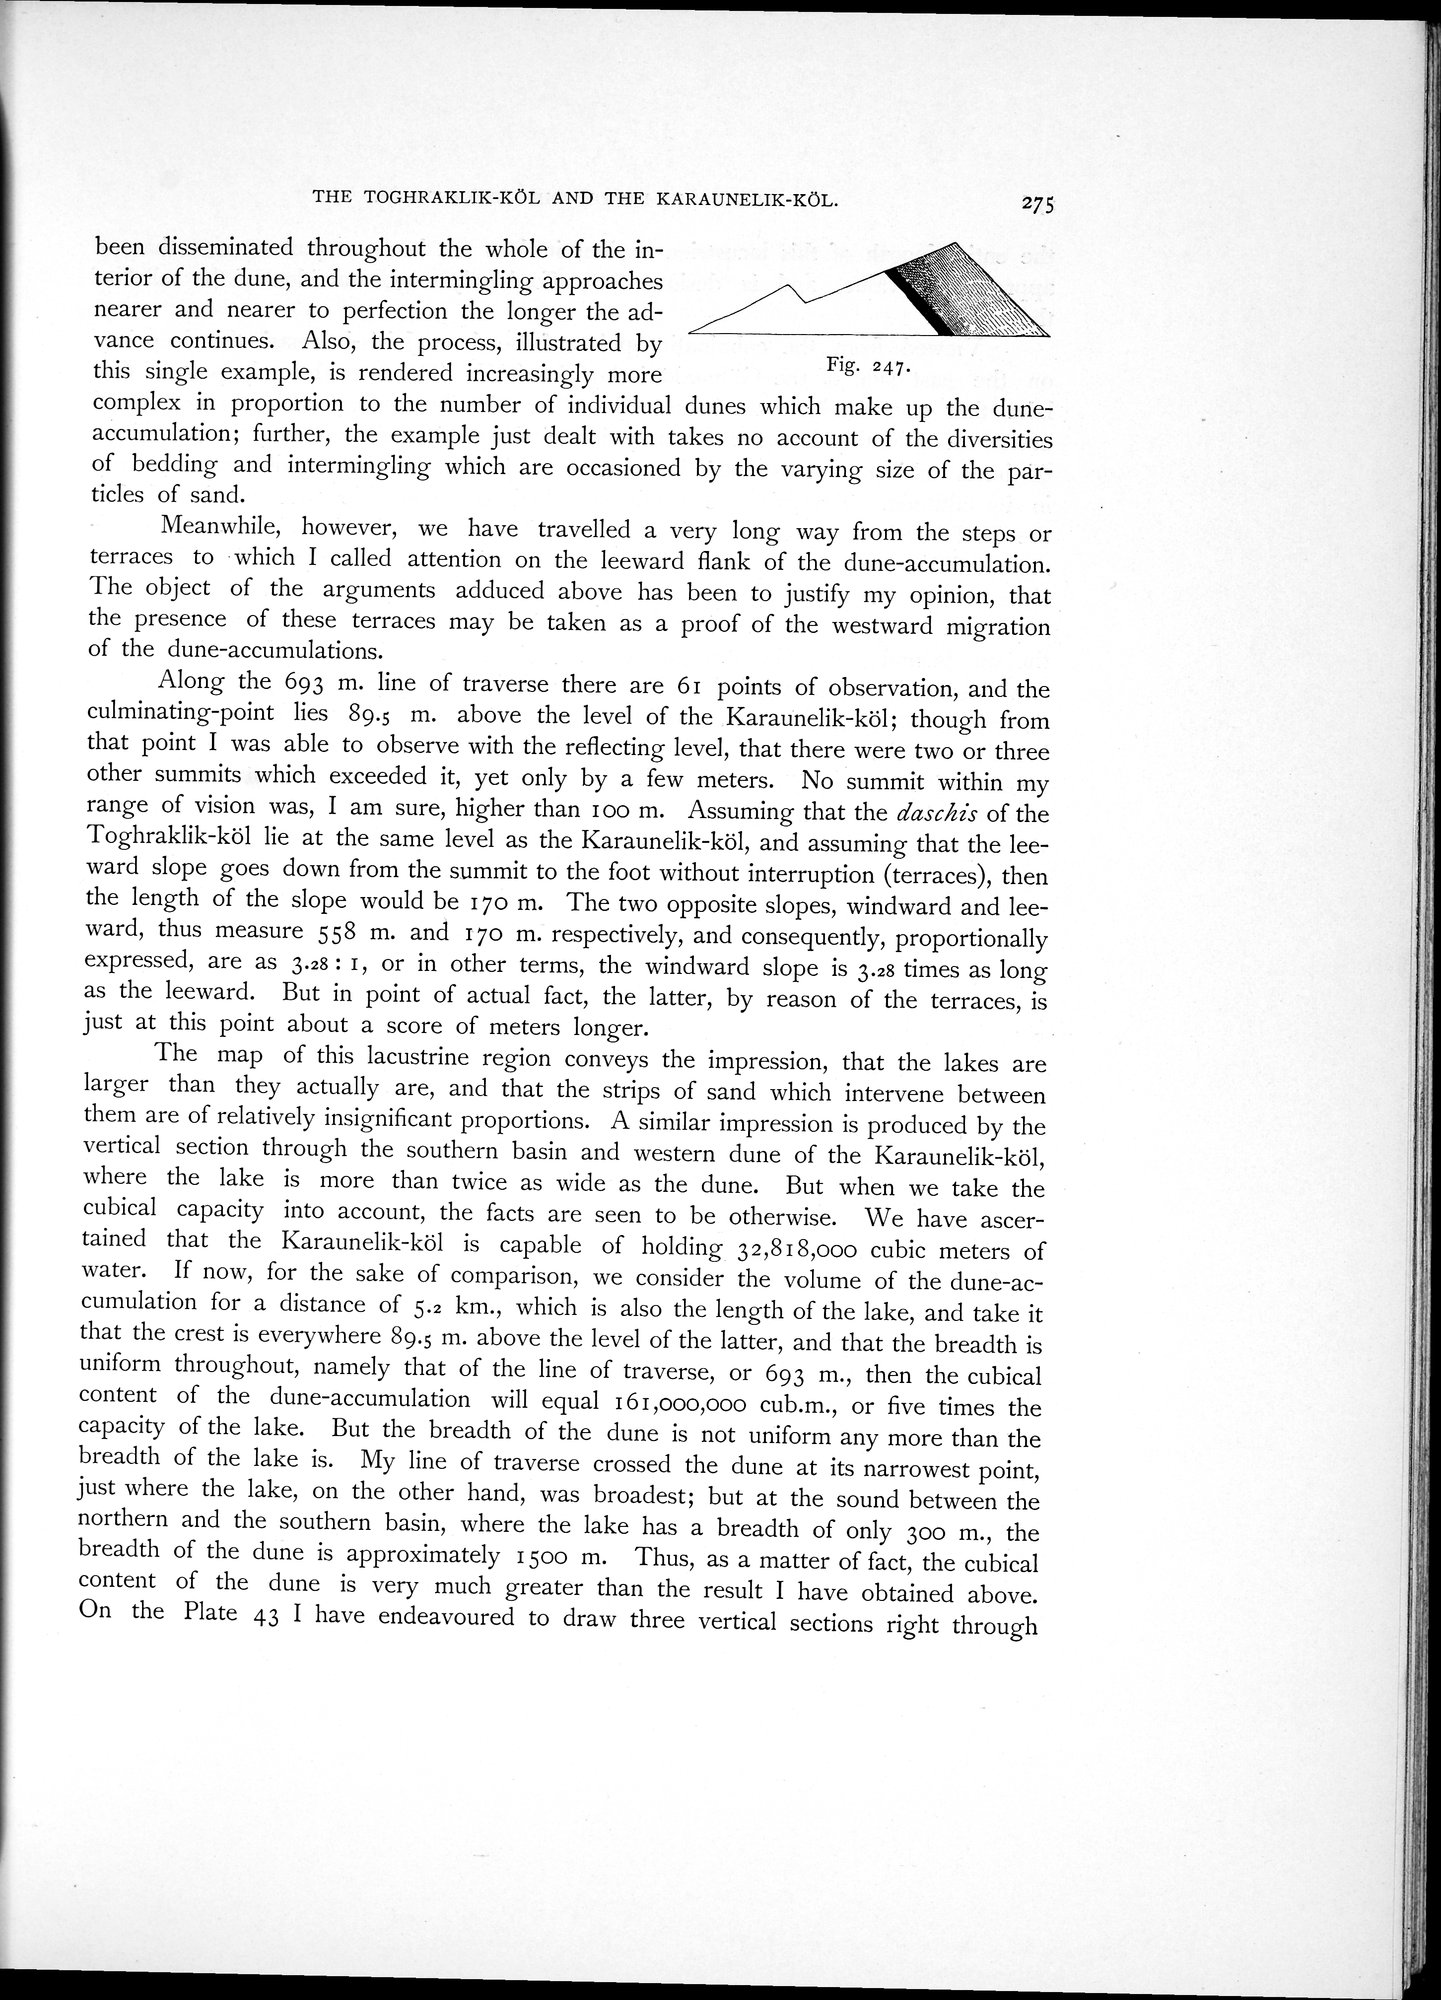 THE TOGHRAKLIK-KÖL AND THE KARAUNELIK-KÖL.
275
been disseminated throughout the whole of the in-
terior of the dune, and the intermingling approaches
nearer and nearer to perfection the longer the ad-
vance continues. Also, the process, illustrated by
this single example, is rendered increasingly more
Fig. 247.
complex in proportion to the number of individual dunes which make up the dune-
accumulation; further, the example just dealt with takes no account of the diversities
of bedding and intermingling which are occasioned by the varying size of the par-
ticles of sand.
Meanwhile, however, we have travelled a very long way from the steps or
terraces to which I called attention on the leeward flank of the dune-accumulation.
The object of the arguments adduced above has been to justify my opinion, that
the presence of these terraces may be taken as a proof of the westward migration
of the dune-accumulations.
Along the 693 m. line of traverse there are 61 points of observation, and the
culminating-point lies 89.5 m. above the level of the Karaunelik-köl; though from
that point I was able to observe with the reflecting level, that there were two or three
other summits which exceeded it, yet only by a few meters. No summit within my
range of vision was, I am sure, higher than 100 m. Assuming that the daschis of the
Toghraklik-köl lie at the same level as the Karaunelik-köl, and assuming that the lee-
ward slope goes down from the summit to the foot without interruption (terraces), then
the length of the slope would be 170 m. The two opposite slopes, windward and lee-
ward, thus measure 558 m. and 170 m. respectively, and consequently, proportionally
expressed, are as 3.28 : 1, or in other terms, the windward slope is 3.28 times as long
as the leeward. But in point of actual fact, the latter, by reason of the terraces, is
just at this point about a score of meters longer.
The map of this lacustrine region conveys the impression, that the lakes are
larger than they actually are, and that the strips of sand which intervene between
them are of relatively insignificant proportions. A similar impression is produced by the
vertical section through the southern basin and western dune of the Karaunelik-köl,
where the lake is more than twice as wide as the dune. But when we take the
cubical capacity into account, the facts are seen to be otherwise. We have ascer-
tained that the Karaunelik-köl is capable of holding 32,818,000 cubic meters of
water. If now, for the sake of comparison, we consider the volume of the dune-ac-
cumulation for a distance of 5.2 km., which is also the length of the lake, and take it
that the crest is everywhere 89.5 m. above the level of the latter, and that the breadth is
uniform throughout, namely that of the line of traverse, or 693 m., then the cubical
content of the dune-accumulation will equal 161,000,000 cub.m., or five times the
capacity of the lake. But the breadth of the dune is not uniform any more than the
breadth of the lake is. My line of traverse crossed the dune at its narrowest point,
just where the lake, on the other hand, was broadest; but at the sound between the
northern and the southern basin, where the lake has a breadth of only 300 m., the
breadth of the dune is approximately 1500 m. Thus, as a matter of fact, the cubical
content of the dune is very much greater than the result I have obtained above.
On the Plate 43 I have endeavoured to draw three vertical sections right through